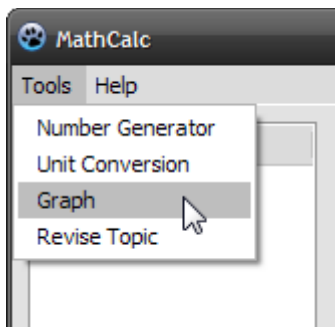 MathCalc
Tools Help
Number Generator
Unit Conversion
Graph
Revise Topic